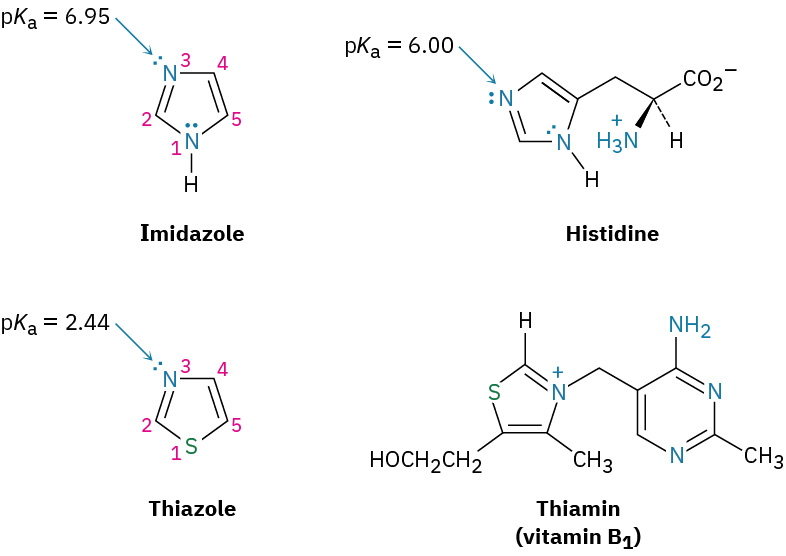 pKa = 6.95
N
3
4
2
5
1
N
H
Imidazole
pKa = 6.00
N
N
H
CO2−
+
H3N
H
Histidine
pKa = 2.44
N
3
4
2
5
1
S
Thiazole
H
S
+
N
NH2
N
N
CH3
HOCH2CH2
CH3
Thiamin
(vitamin B1)